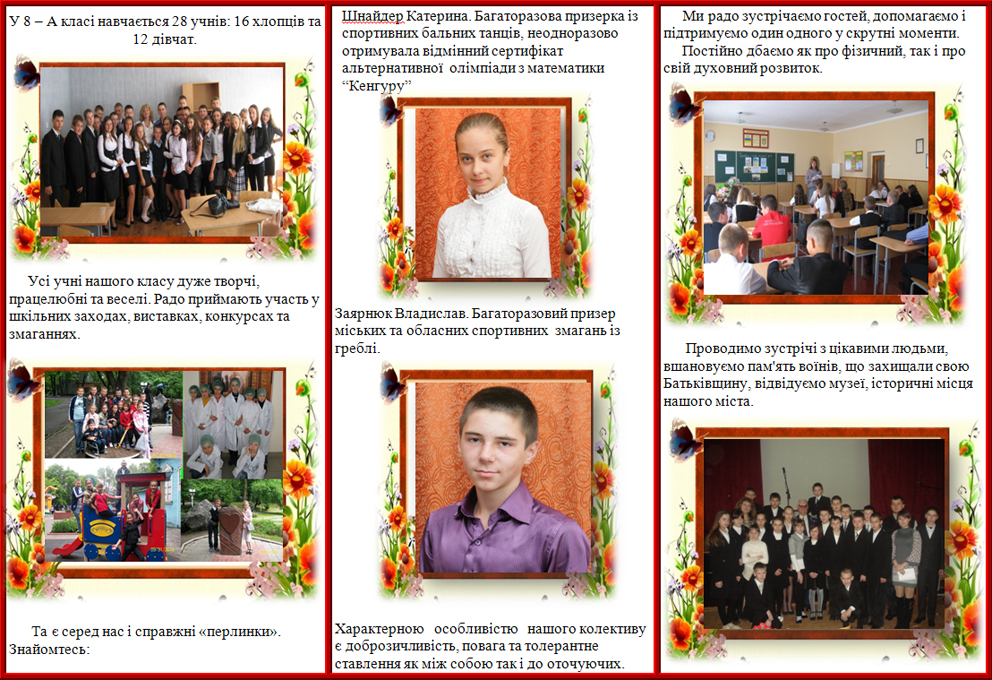 У 8 – А класі навчається 28 учнів: 16 хлопців та
12 дівчат.
Усі учні нашого класу дуже творчі,
працелюбні та веселі. Радо приймають участь у
шкільних заходах, виставках, конкурсах та
змаганнях.
Та є серед нас і справжні «перлинки».
Знайомтесь:
Шнайдер Катерина. Багаторазова призерка із
спортивних бальних танців, неодноразово
отримувала відмінний сертифікат
альтернативної олімпіади з математики
“Кенгуру”
Заярнюк Владислав. Багаторазовий призер
міських та обласних спортивних змагань із
греблі.
Характерною особливістю нашого колективу
є доброзичливість, повага та толерантне
ставлення як між собою так і до оточуючих.
Ми радо зустрічаємо гостей, допомагаємо і
підтримуємо один одного у скрутні моменти.
Постійно дбаємо як про фізичний, так і про
свій духовний розвиток.
Проводимо зустрічі з цікавими людьми,
вшановуємо пам'ять воїнів, що захищали свою
Батьківщину, відвідуємо музеї, історичні місця
нашого міста.